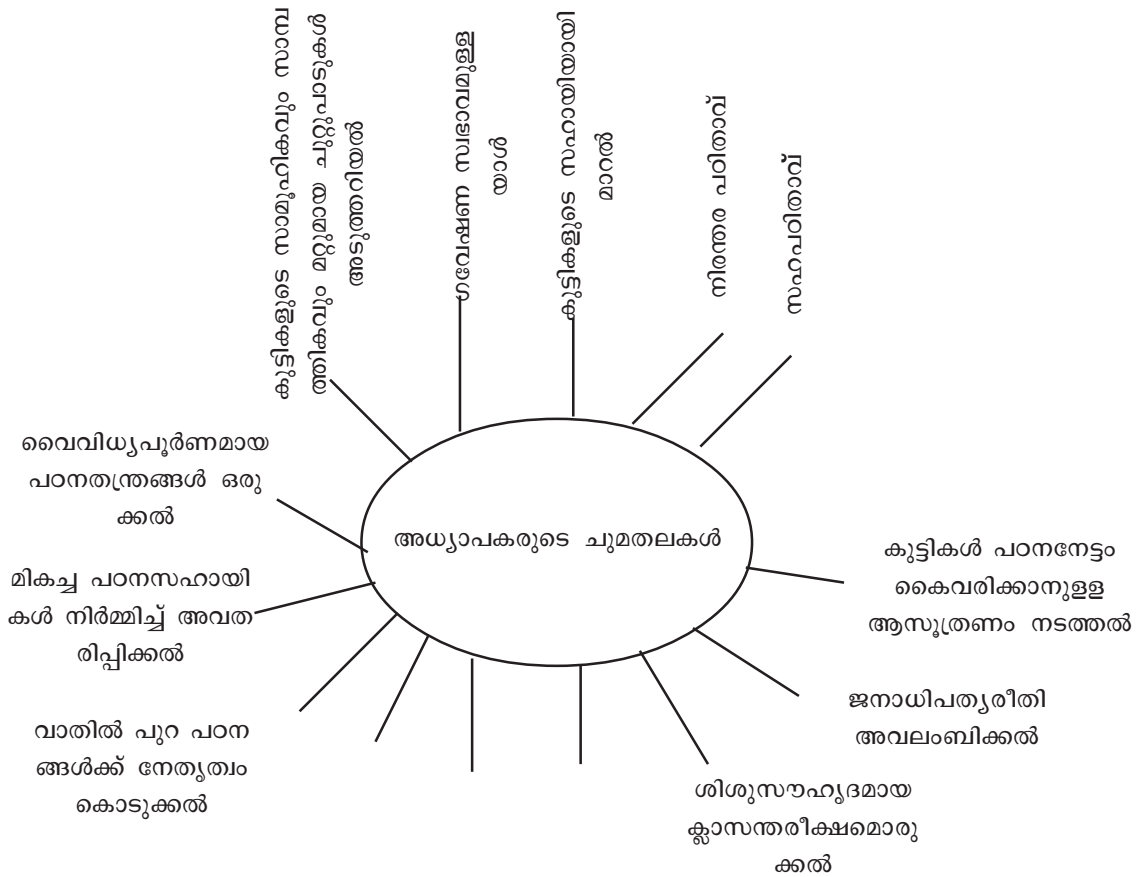 കുട്ടികളുടെ സാമൂഹികവും സാമ്പ
ത്തികവും മറ്റുമായ ചുറ്റുപാടുകൾ
അടുത്തറിയൽ
ഗവേഷണ സ്വഭാവമുള്ള
യാൾ
കുട്ടികളുടെ സഹായിയായി
മാറൽ
നിരന്തര പഠിതാവ്
സഹപഠിതാവ്
വൈവിധ്യപൂർണമായ
പഠനതന്ത്രങ്ങൾ ഒരു
ക്കൽ
അധ്യാപകരുടെ ചുമതലകൾ
കുട്ടികൾ പഠനനേട്ടം
കൈവരിക്കാനുള്ള
ആസൂത്രണം നടത്തൽ
മികച്ച പഠനസഹായി
കൾ നിർമ്മിച്ച് അവത
രിപ്പിക്കൽ
ജനാധിപത്യരീതി
അവലംബിക്കൽ
വാതിൽ പുറ പഠന
ങ്ങൾക്ക് നേതൃത്വം
കൊടുക്കൽ
ശിശുസൗഹൃദമായ
ക്ലാസന്തരീക്ഷമൊരു
ക്കൽ